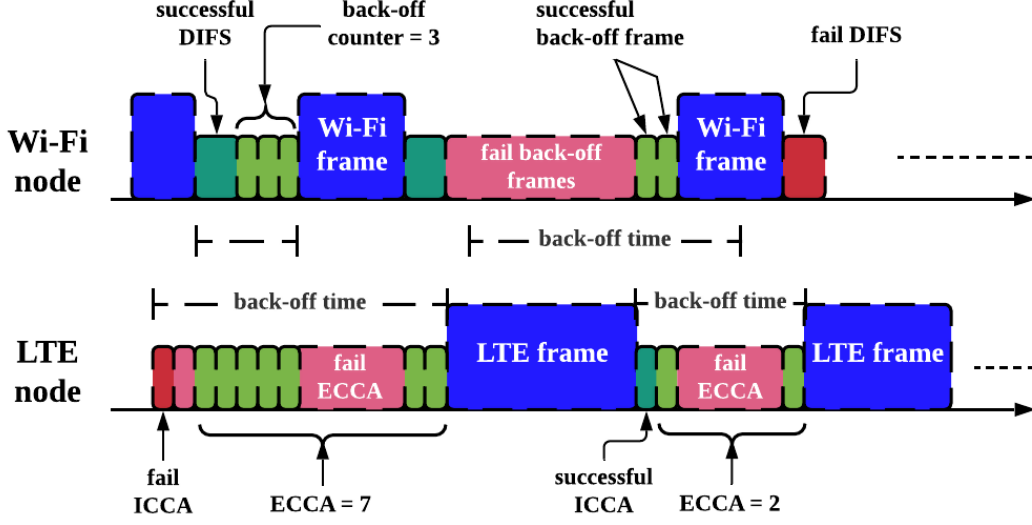 successful
DIFS
back-off
counter = 3
successful
back-off frame
fail DIFS
Wi-Fi
node
Wi-Fi
frame
fail back-off
frames
Wi-Fi
frame
back-off time
back-off time
back-off time
LTE
node
fail
ECCA
LTE frame
fail
ECCA
LTE frame
fail
ICCA
ECCA = 7
successful
ICCA
ECCA = 2